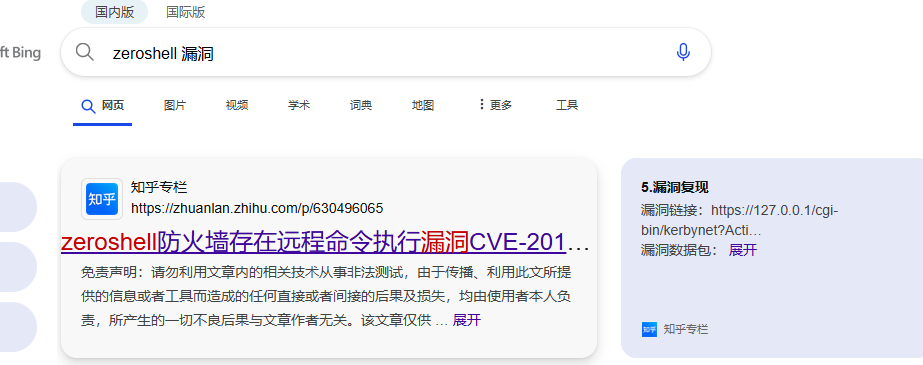 国内版 国际版
ft Bing
zeroshell 漏洞
网页 图片 视频 学术 词典 地图 更多 工具
知乎
知乎专栏
https://zhuanlan.zhihu.com/p/630496065
zeroshell防火墙存在远程命令执行漏洞CVE-201…
免责声明：请勿利用文章内的相关技术从事非法测试，由于传播、利用此文所提
供的信息或者工具而造成的任何直接或者间接的后果及损失，均由使用者本人负
责，所产生的一切不良后果与文章作者无关。该文章仅供 ... 展开
5.漏洞复现
漏洞链接：https://127.0.0.1/cgi-
bin/kerbynet?Acti…
漏洞数据包： 展开
知乎 知乎专栏